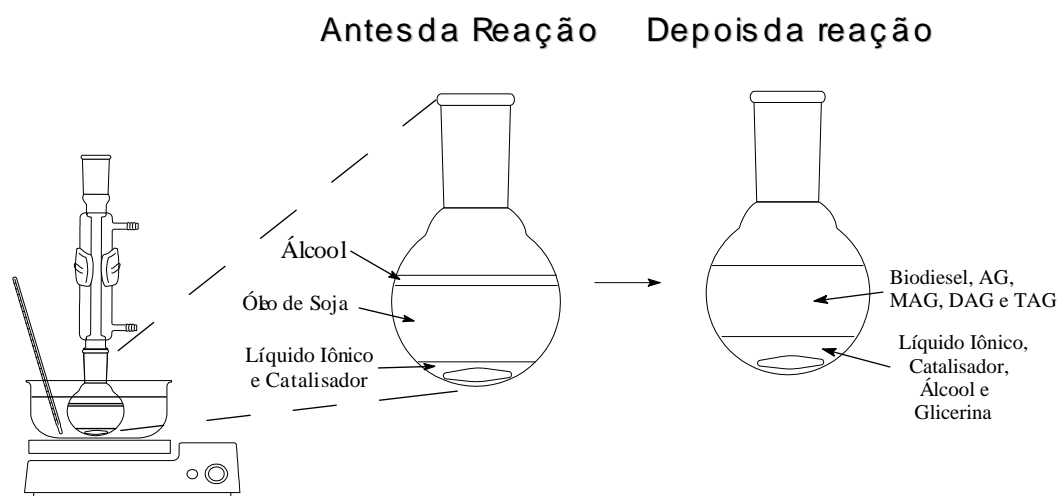 Antes da Reação
Depois da reação
Álcool
Óleo de Soja
Líquido Iônico
e Catalisador
Biodiesel, AG,
MAG, DAG e TAG
Líquido Iônico,
Catalisador,
Álcool e
Glicerina